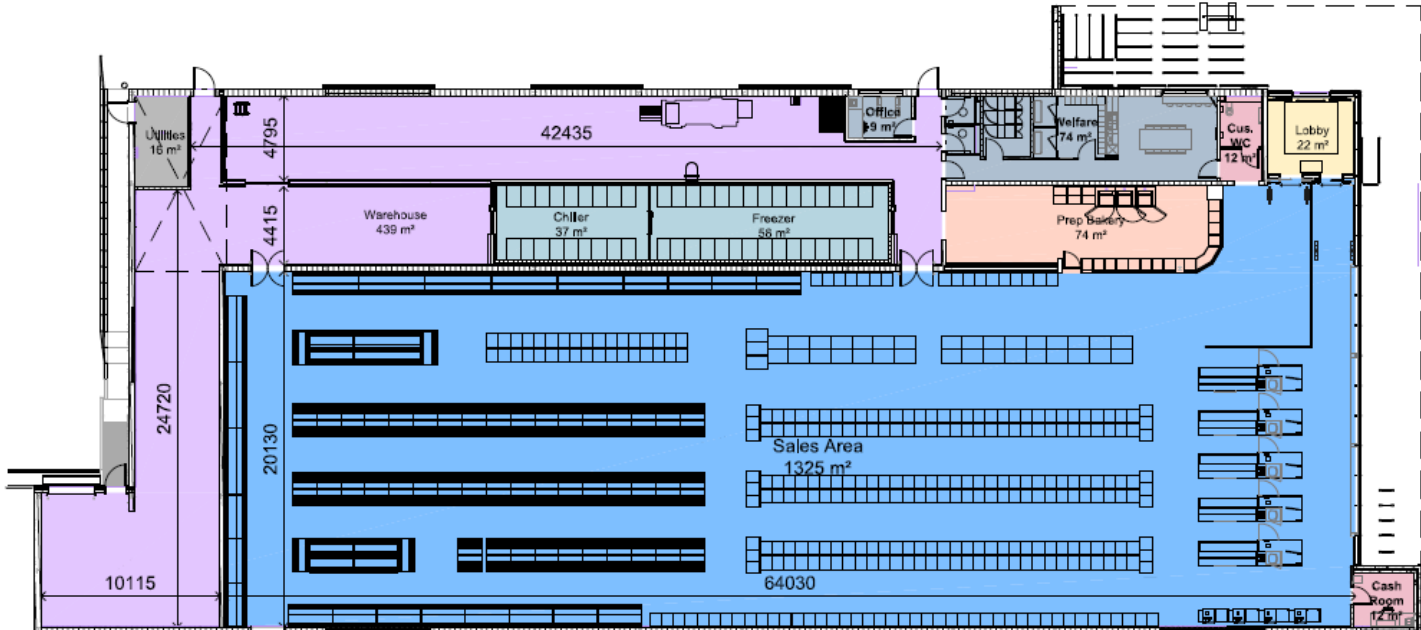 Utilities
16 m²
4795
42435
Office
9 m²
Welfare
74 m²
Cus.
WC
12 m²
Lobby
22 m²
4415
Warehouse
439 m²
Chiller
37 m²
Freezer
58 m²
Prep Bakery
74 m²
24720
20130
Sales Area
1325 m²
10115
64030
Cash
Room
12 m²